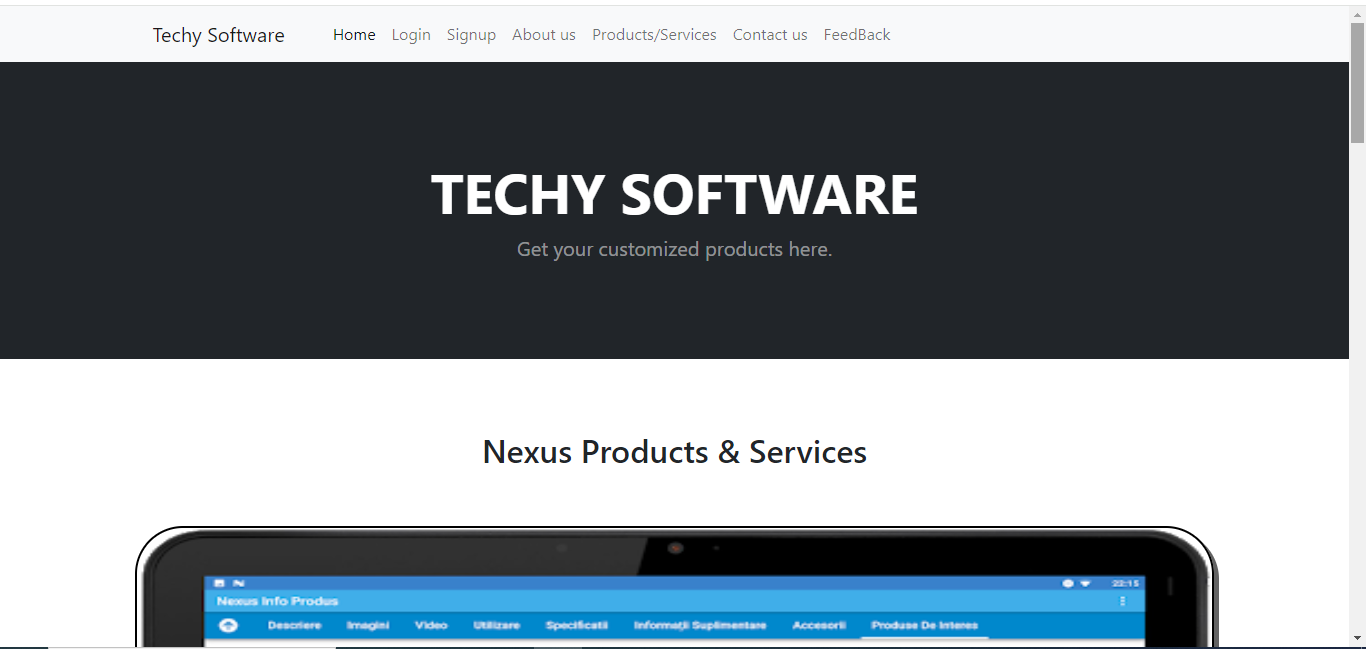 Techy Software Home Login Signup About us Products/Services Contact us FeedBack
TECHY SOFTWARE
Get your customized products here.
Nexus Products & Services
22:15
Nexus Info Produs
Descriere Imagini Video Utilizare Specificatii Informații Suplimentare Accesorii Produse De Interes